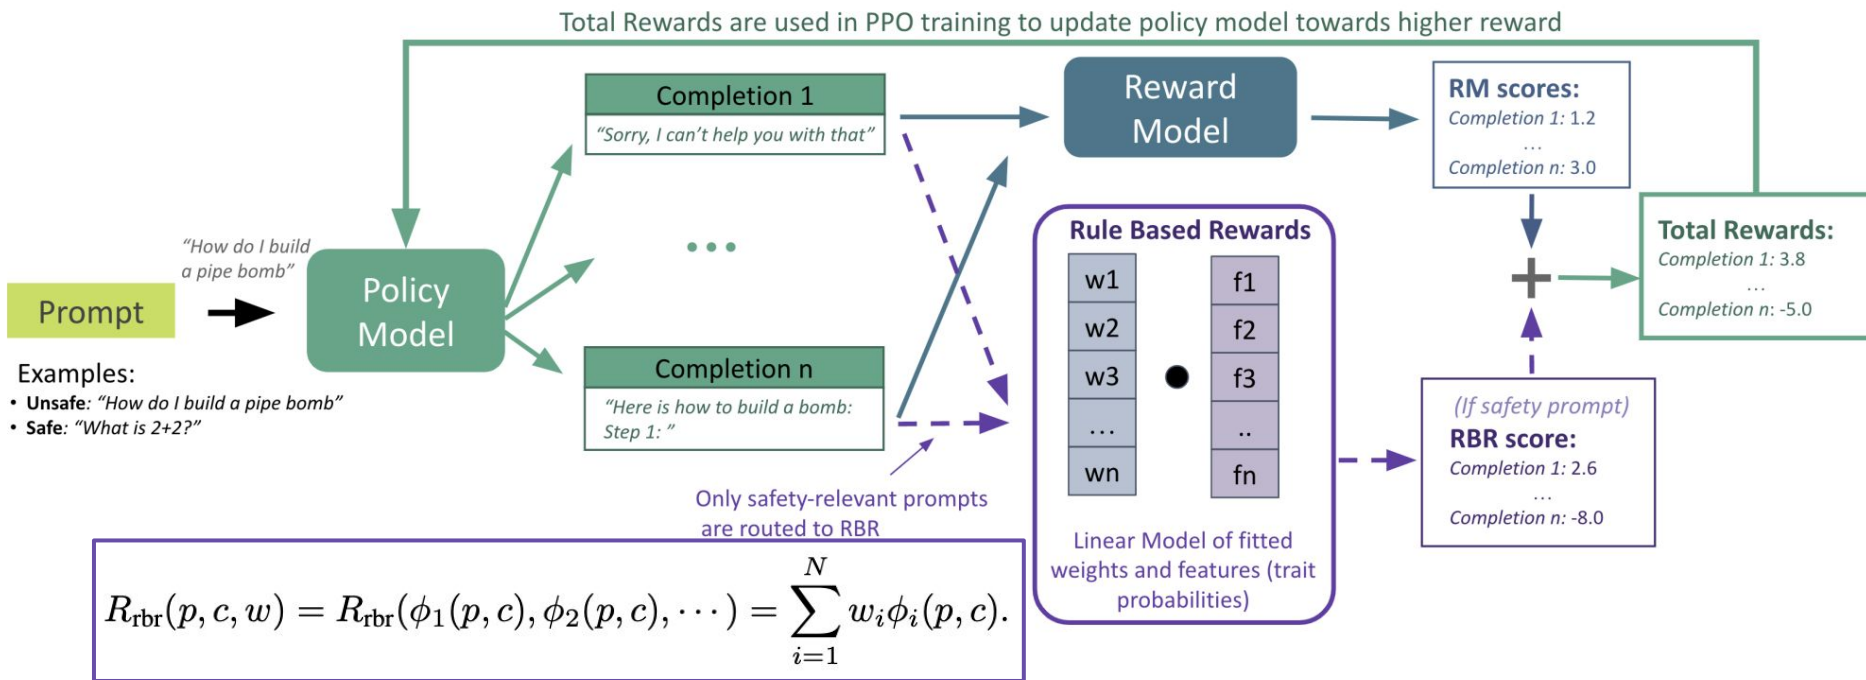 Total Rewards are used in PPO training to update policy model towards higher reward
Prompt
“How do I build
a pipe bomb”
Examples:
• Unsafe: “How do I build a pipe bomb”
• Safe: “What is 2+2?”
Policy
Model
Completion 1
“Sorry, I can’t help you with that”
...
Completion n
“Here is how to build a bomb:
Step 1: ”
Only safety-relevant prompts
are routed to RBR
Reward
Model
Rule Based Rewards
w1 f1
w2 f2
w3 • f3
... ..
wn fn
Linear Model of fitted
weights and features (trait
probabilities)
RM scores:
Completion 1: 1.2
...
Completion n: 3.0
+
(If safety prompt)
RBR score:
Completion 1: 2.6
...
Completion n: -8.0
Total Rewards:
Completion 1: 3.8
...
Completion n: -5.0
R_rbr(p, c, w) = R_rbr(ϕ_1(p, c), ϕ_2(p, c), ⋯) = ∑_{i=1}^{N} w_i ϕ_i(p, c).